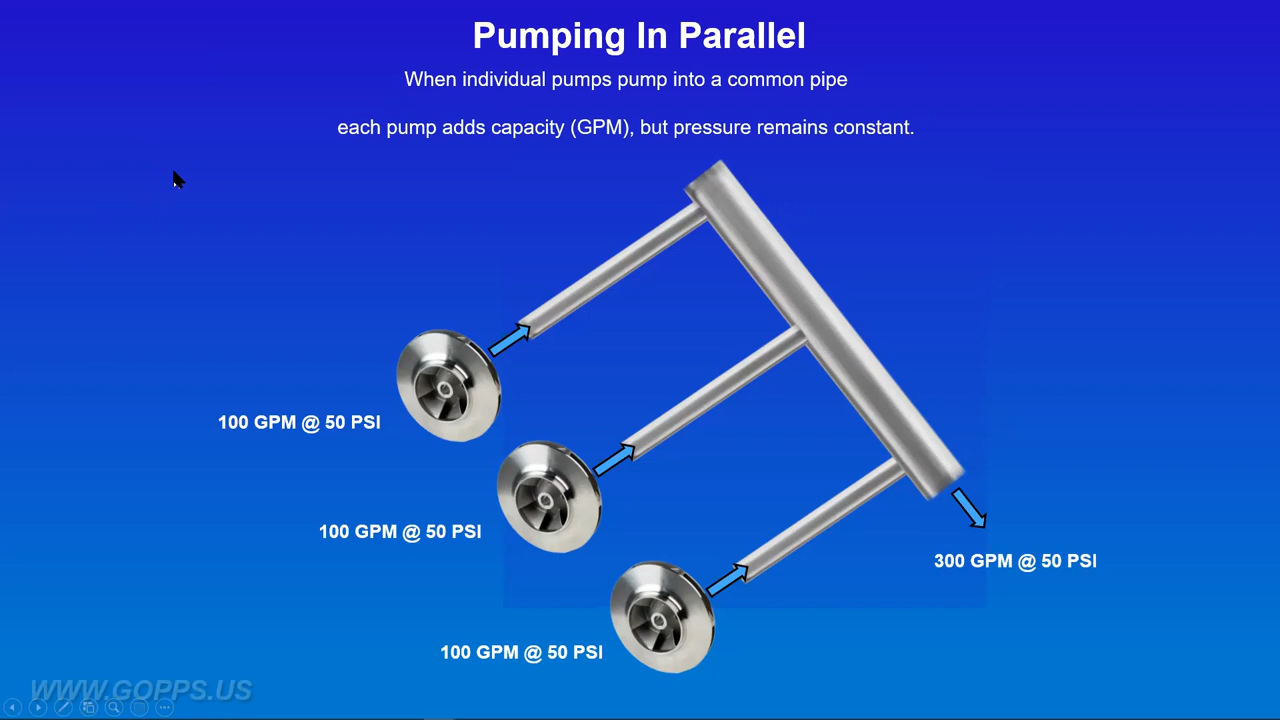 Pumping In Parallel
When individual pumps pump into a common pipe
each pump adds capacity (GPM), but pressure remains constant.
100 GPM @ 50 PSI
100 GPM @ 50 PSI
300 GPM @ 50 PSI
100 GPM @ 50 PSI
WWW.GOPPS.US